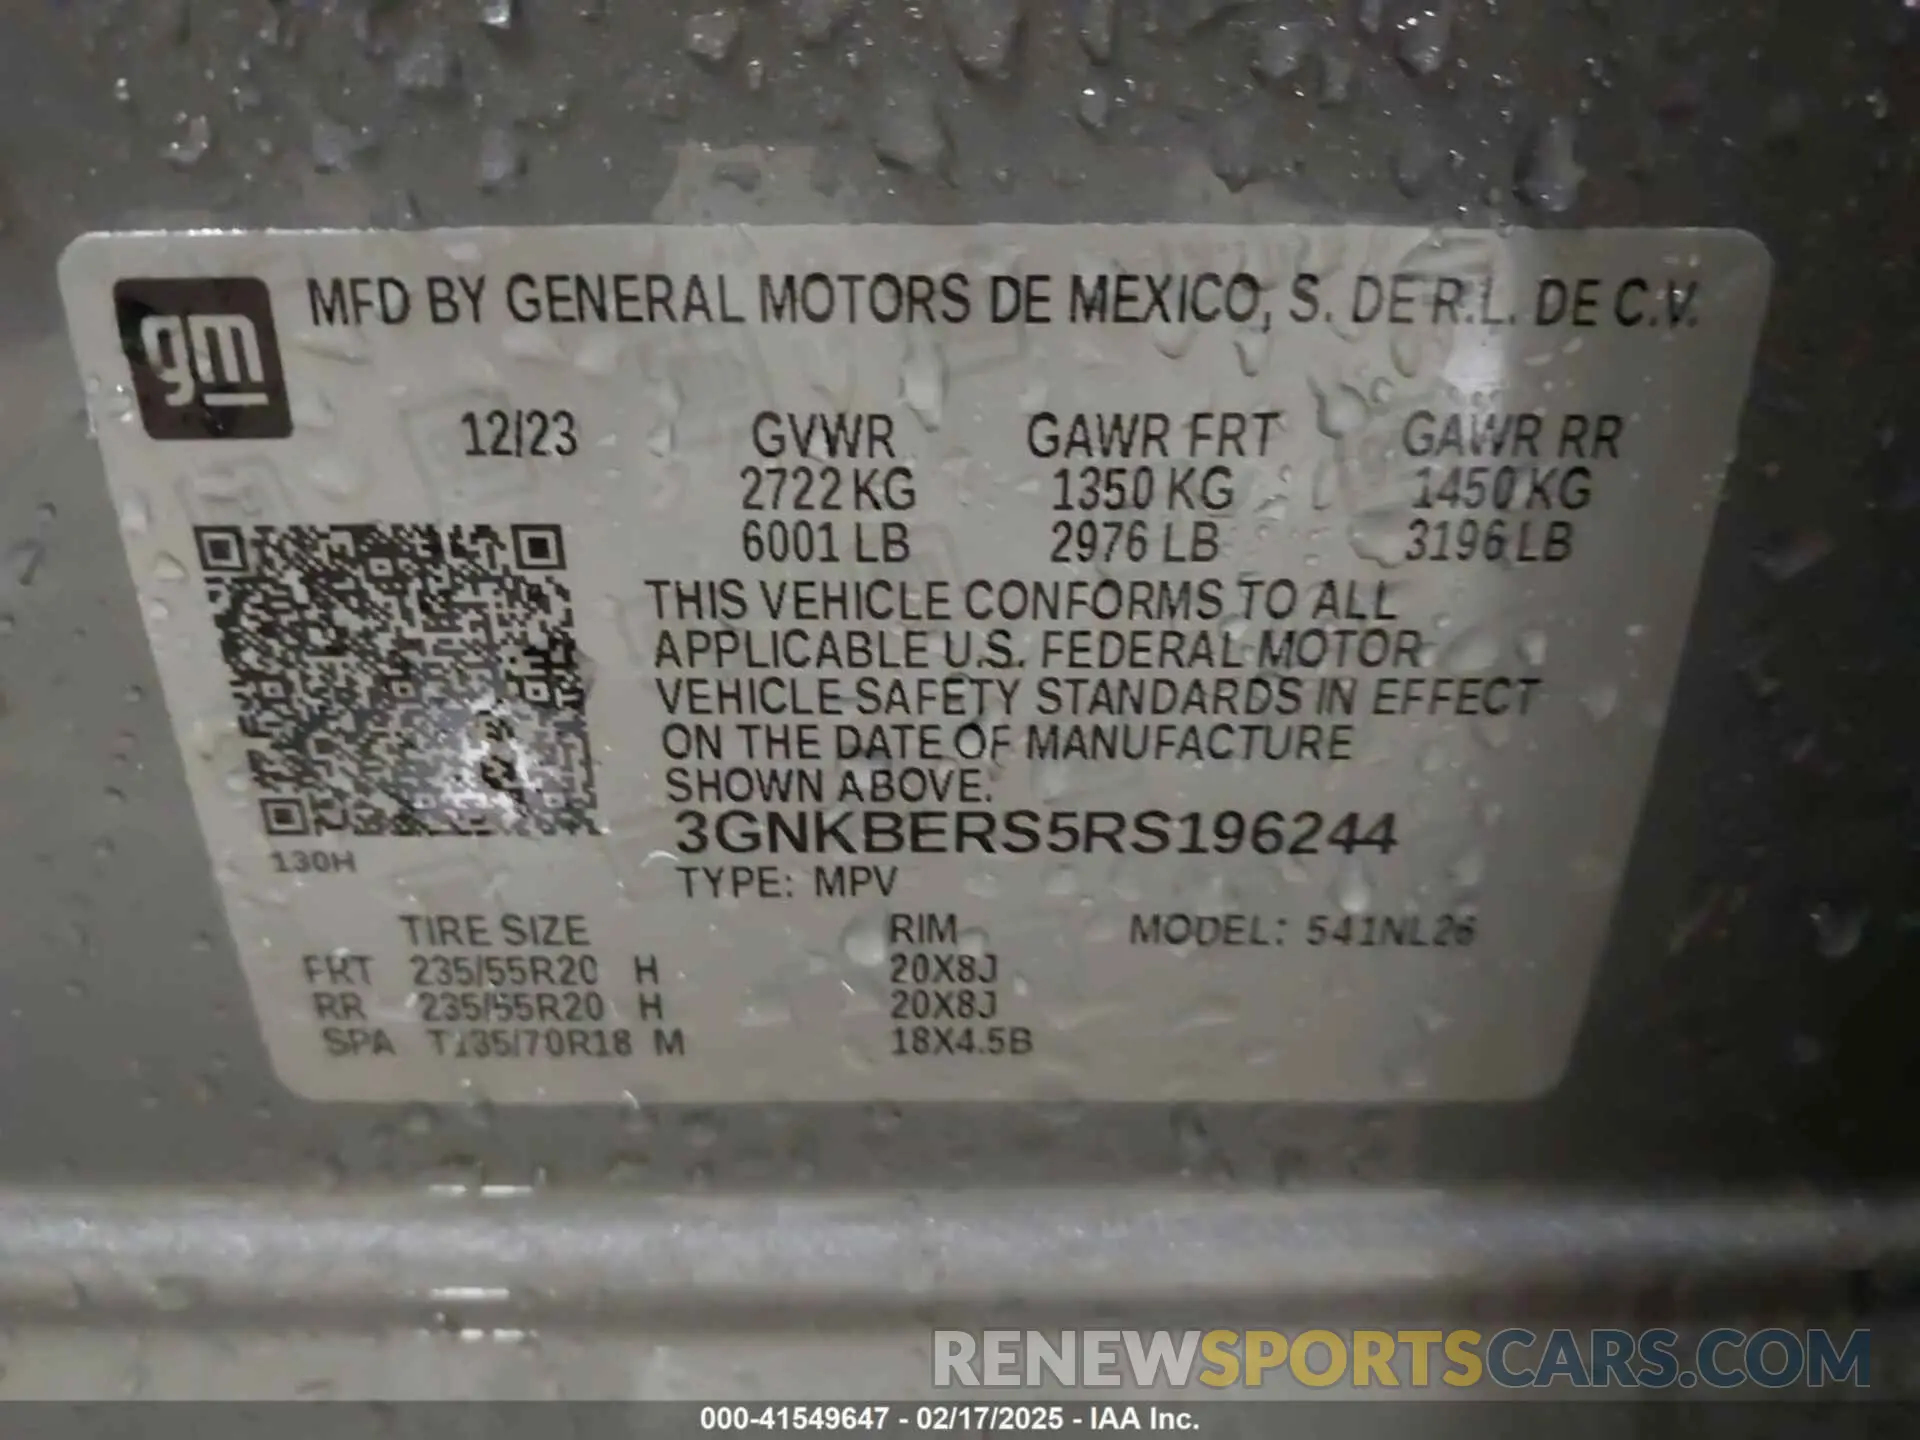 gm
MFD BY GENERAL MOTORS DE MEXICO, S. DE R.L. DE C.V.
12/23 GVWR GAWR FRT GAWR RR
2722 KG 1350 KG 1450 KG
6001 LB 2976 LB 3196 LB
THIS VEHICLE CONFORMS TO ALL
APPLICABLE U.S. FEDERAL MOTOR
VEHICLE SAFETY STANDARDS IN EFFECT
ON THE DATE OF MANUFACTURE
SHOWN ABOVE.
3GNKBERS5RS196244
130H
TYPE: MPV
TIRE SIZE RIM MODEL: 541NL26
FRT 235/55R20 H 20X8J
RR 235/55R20 H 20X8J
SPA T135/70R18 M 18X4.5B
RENEWSPORTSCARS.COM
000-41549647 - 02/17/2025 - IAA Inc.